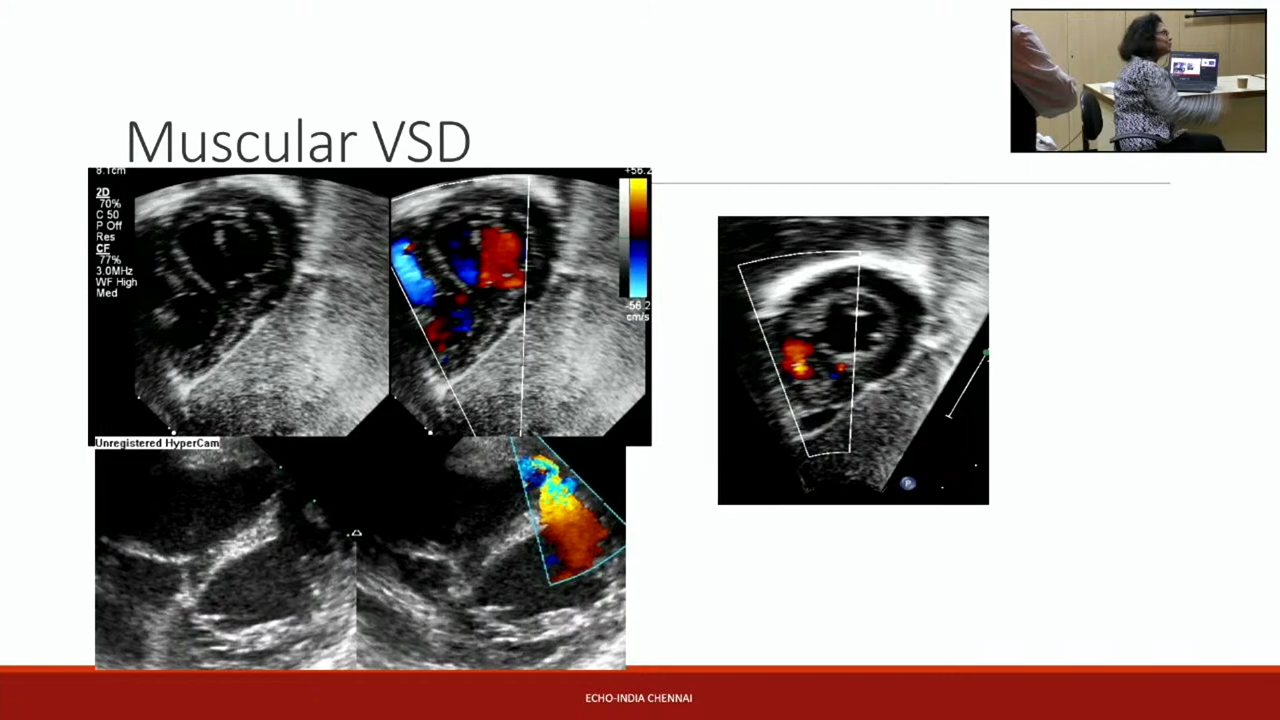 Muscular VSD
8.1cm
2D
70%
C 50
P Off
Res
CF
77%
3.0MHz
WF High
Med
+56.2
-56.2
cm/s
Unregistered HyperCam
P
ECHO-INDIA CHENNAI